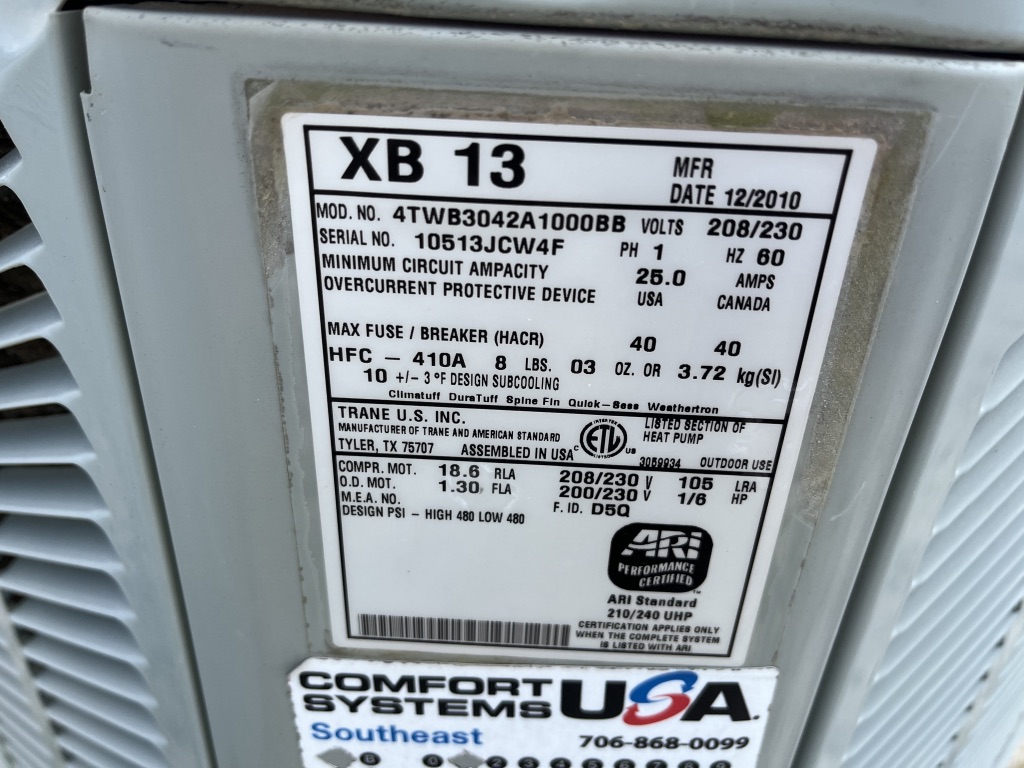 XB 13
MFR
DATE 12/2010
MOD. NO. 4TWB3042A1000BB VOLTS 208/230
SERIAL NO. 10513JCW4F PH 1 HZ 60
MINIMUM CIRCUIT AMPACITY 25.0 AMPS
OVERCURRENT PROTECTIVE DEVICE USA CANADA
MAX FUSE / BREAKER (HACR) 40 40
HFC - 410A 8 LBS. 03 OZ. OR 3.72 kg(SI)
10 +/- 3 °F DESIGN SUBCOOLING
Climatuff DuraTuff Spine Fin Quick-Sess Weathertron
TRANE U.S. INC.
MANUFACTURER OF TRANE AND AMERICAN STANDARD
TYLER, TX 75707 ASSEMBLED IN USA
C ETL US
INTERTEK
LISTED
LISTED SECTION OF
HEAT PUMP
3059934 OUTDOOR USE
COMPR. MOT. 18.6 RLA 208/230 V 105 LRA
O.D. MOT. 1.30 FLA 200/230 V 1/6 HP
M.E.A. NO. F. ID. D5Q
DESIGN PSI - HIGH 480 LOW 480
ARI
PERFORMANCE
CERTIFIED™
ARI Standard
210/240 UHP
CERTIFICATION APPLIES ONLY
WHEN THE COMPLETE SYSTEM
IS LISTED WITH ARI
COMFORT
SYSTEMS USA.
Southeast 706-868-0099